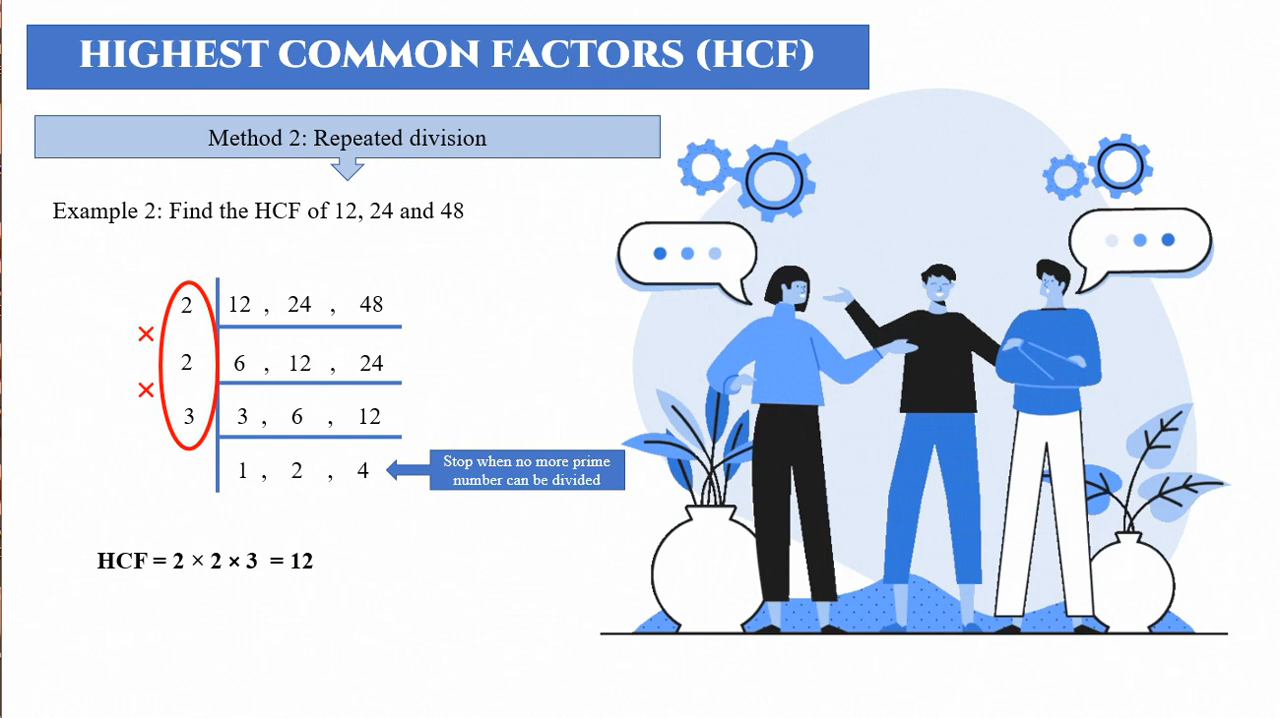 HIGHEST COMMON FACTORS (HCF)
Method 2: Repeated division
Example 2: Find the HCF of 12, 24 and 48
2 12 , 24 , 48
×
2 6 , 12 , 24
×
3 3 , 6 , 12
1 , 2 , 4
Stop when no more prime
number can be divided
HCF = 2 × 2 × 3 = 12